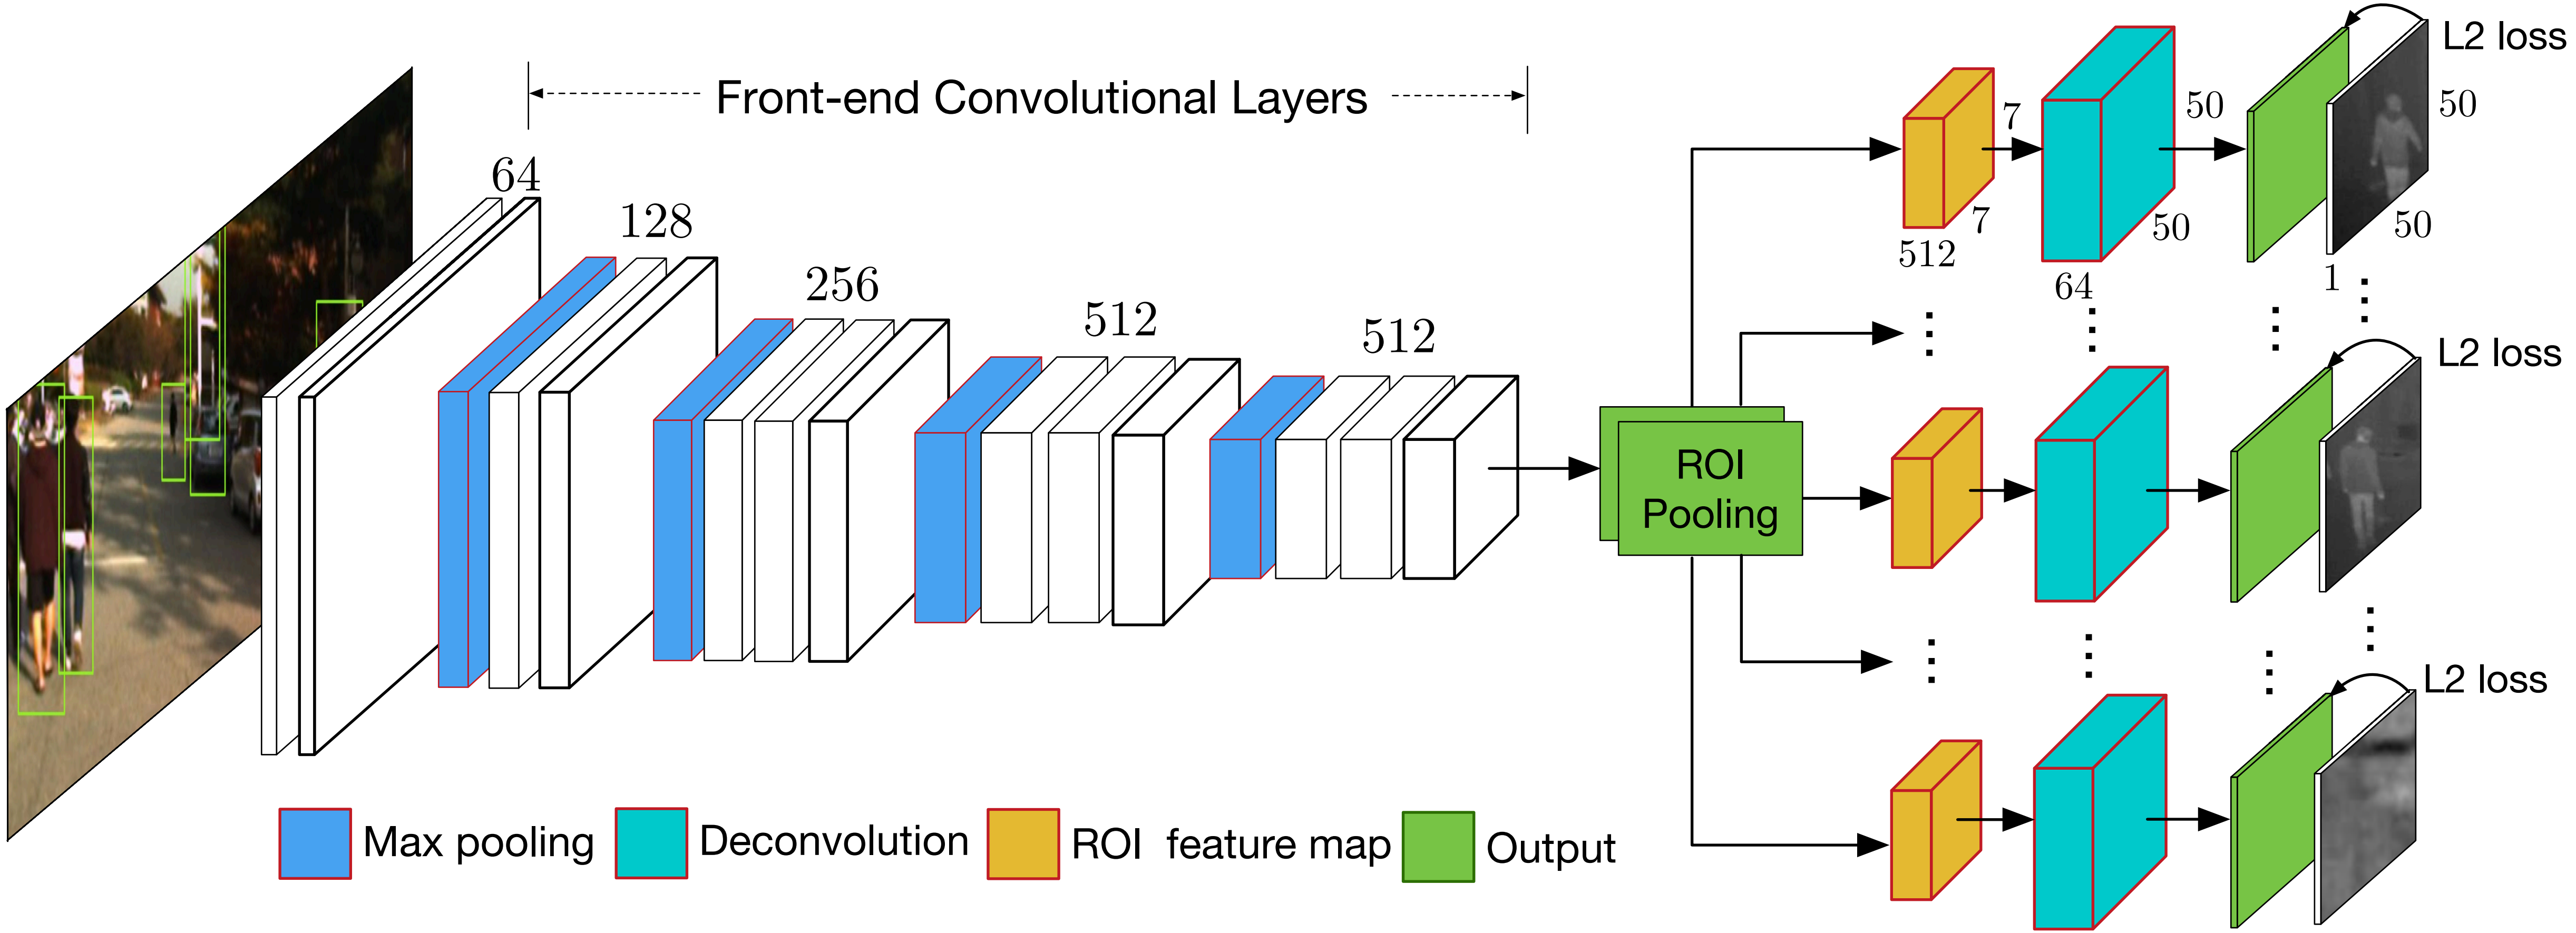 Front-end Convolutional Layers
64
128
256
512
512
ROI
Pooling
512
7
7
64
50
50
1
50
50
L2 loss
L2 loss
L2 loss
Max pooling
Deconvolution
ROI feature map
Output